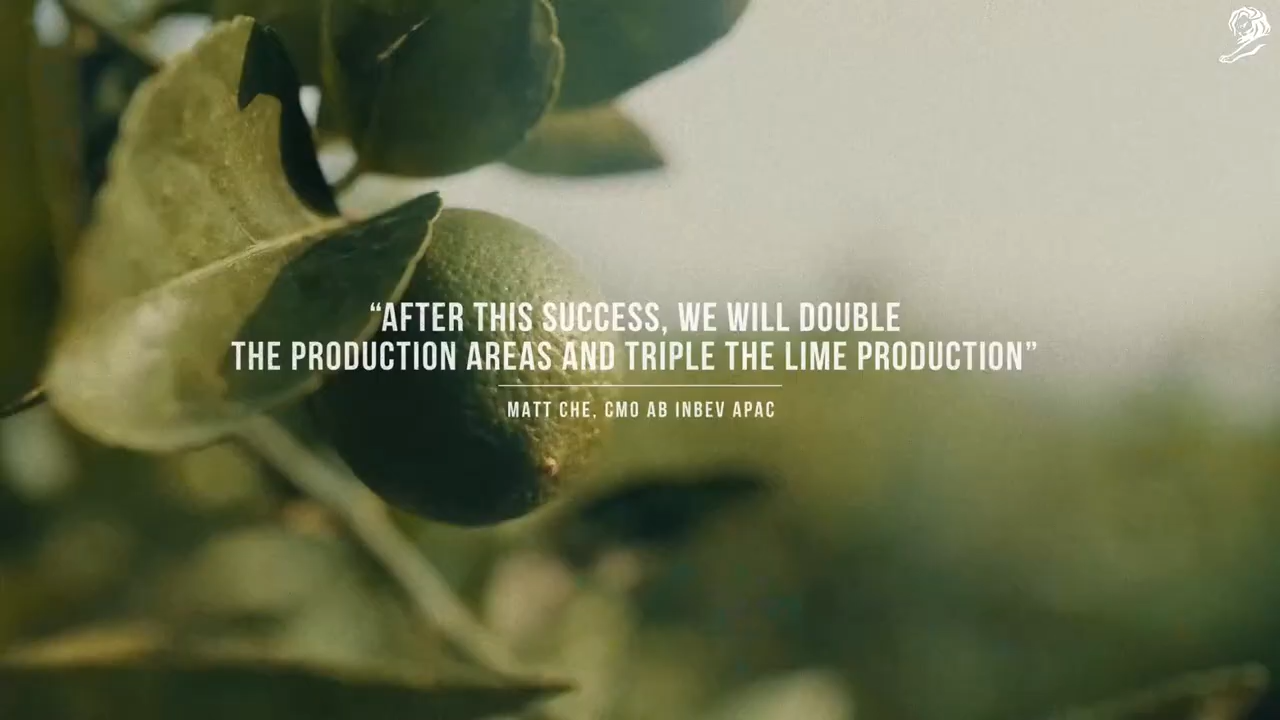 “AFTER THIS SUCCESS, WE WILL DOUBLE
THE PRODUCTION AREAS AND TRIPLE THE LIME PRODUCTION”
MATT CHE, CMO AB INBEV APAC